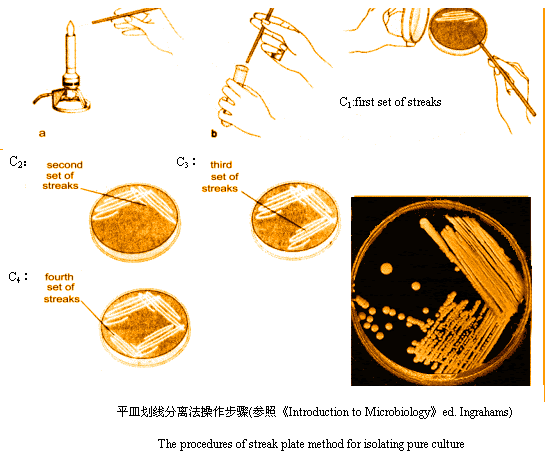 a
b
C1:first set of streaks
C2:
second
set of
streaks
C3:
third
set of
streaks
C4:
fourth
set of
streaks
平皿划线分离法操作步骤(参照《Introduction to Microbiology》ed. Ingrahams)
The procedures of streak plate method for isolating pure culture